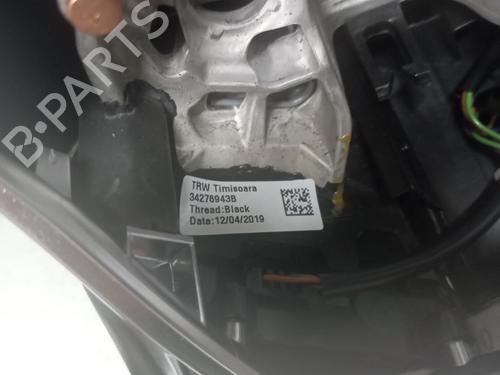 B-PARTS
TRW Timisoara
34276943B
Thread:Black
Data:12/04/2019